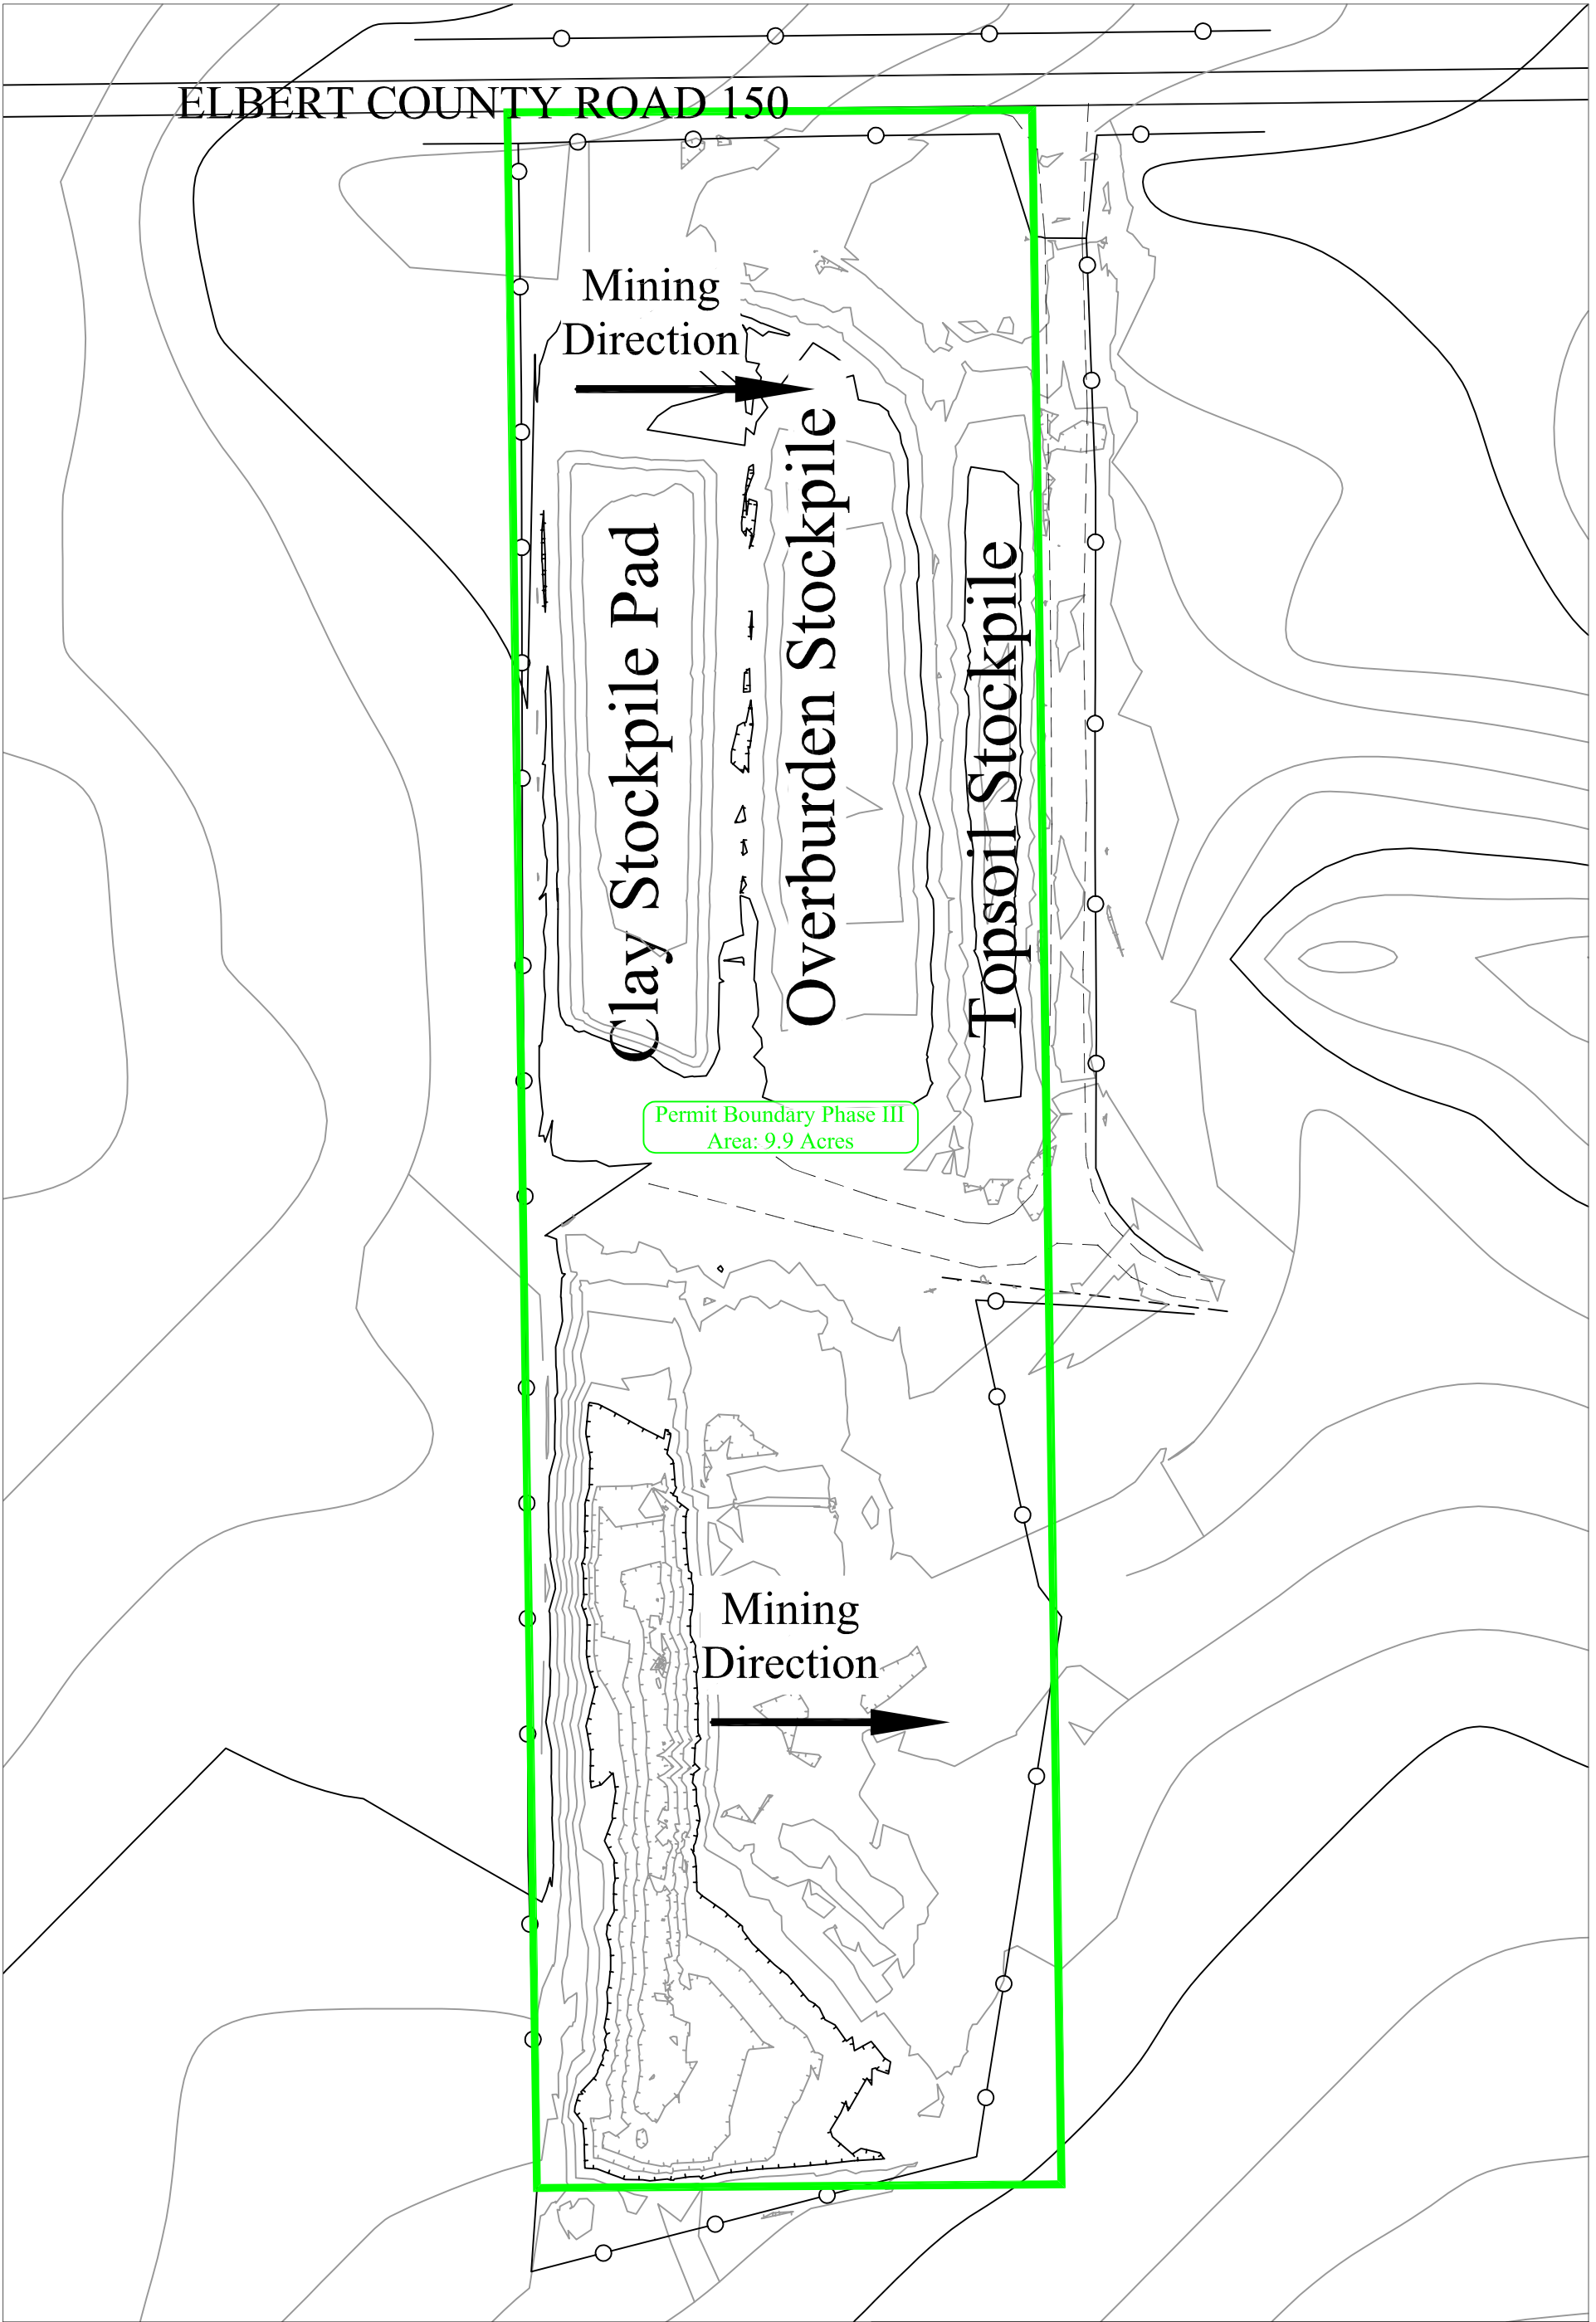 ELBERT COUNTY ROAD 150
Mining
Direction
Clay Stockpile Pad
Overburden Stockpile
Topsoil Stockpile
Permit Boundary Phase III
Area: 9.9 Acres
Mining
Direction